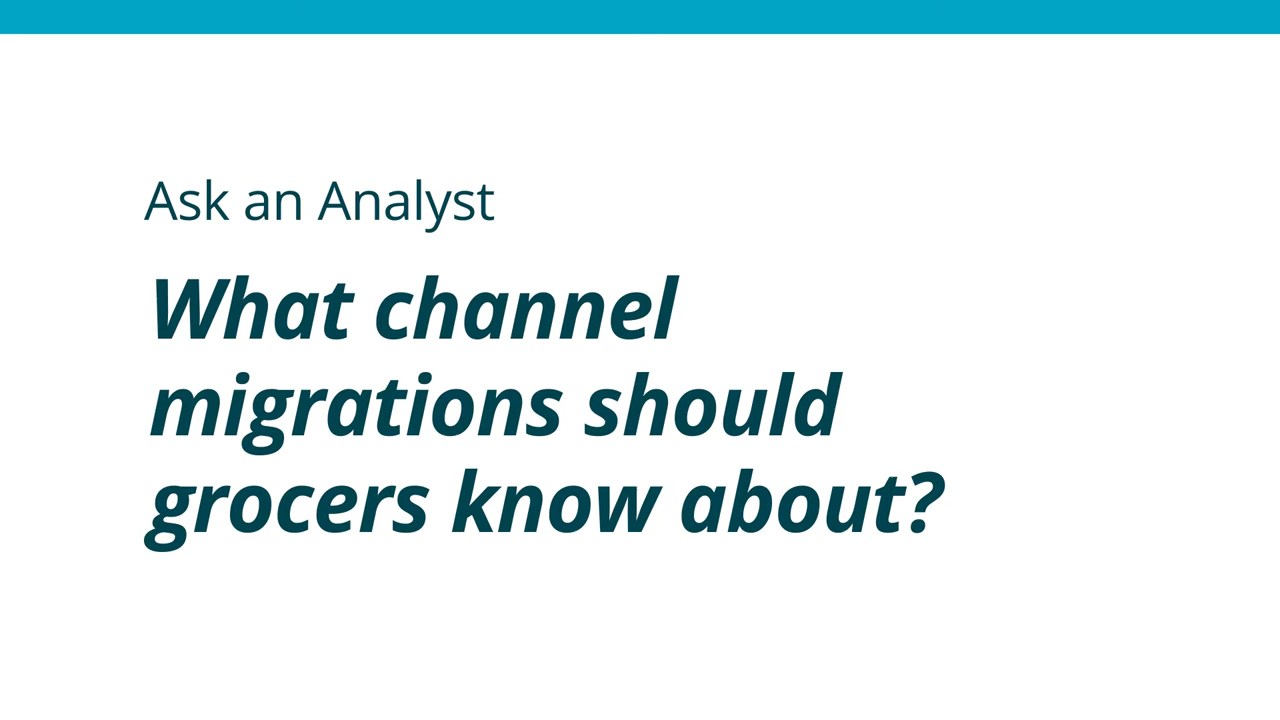 Ask an Analyst
What channel
migrations should
grocers know about?